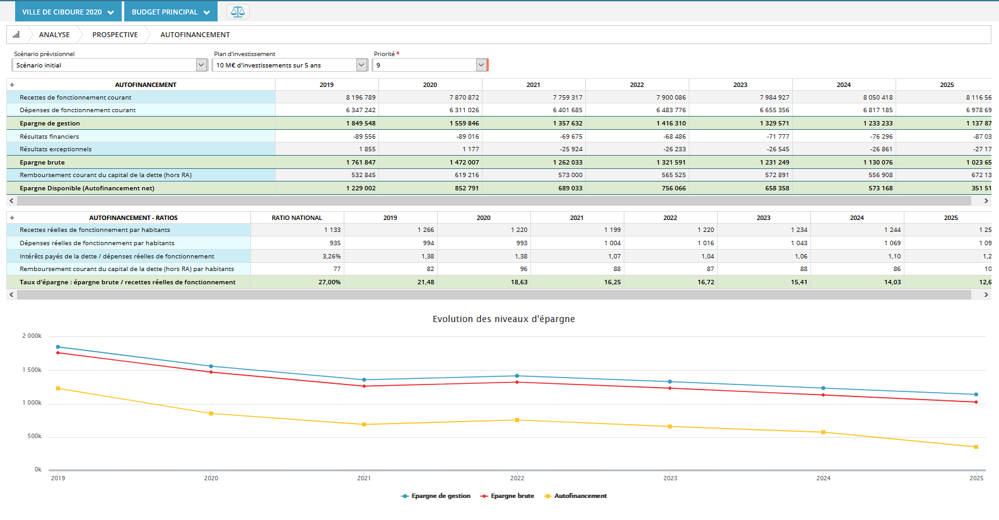 VILLE DE CIBOURE 2020 BUDGET PRINCIPAL
ANALYSE PROSPECTIVE AUTOFINANCEMENT
Scénario prévisionnel Plan d'investissement Priorité *
Scénario initial 10 M€ d'investissements sur 5 ans 9
+ AUTOFINANCEMENT 2019 2020 2021 2022 2023 2024 2025
Recettes de fonctionnement courant 8 196 789 7 870 872 7 759 317 7 900 086 7 984 927 8 050 418 8 116 56
Dépenses de fonctionnement courant 6 347 242 6 311 026 6 401 685 6 483 776 6 655 356 6 817 185 6 978 69
Epargne de gestion 1 849 548 1 559 846 1 357 632 1 416 310 1 329 571 1 233 233 1 137 87
Résultats financiers -89 556 -89 016 -69 675 -68 486 -71 777 -76 296 -87 03
Résultats exceptionnels 1 855 1 177 -25 924 -26 233 -26 545 -26 861 -27 17
Epargne brute 1 761 847 1 472 007 1 262 033 1 321 591 1 231 249 1 130 076 1 023 65
Remboursement courant du capital de la dette (hors RA) 532 845 619 216 573 000 565 525 572 891 556 908 672 13
Epargne Disponible (Autofinancement net) 1 229 002 852 791 689 033 756 066 658 358 573 168 351 51
+ AUTOFINANCEMENT - RATIOS RATIO NATIONAL 2019 2020 2021 2022 2023 2024 2025
Recettes réelles de fonctionnement par habitants 1 133 1 266 1 220 1 199 1 220 1 234 1 244 1 25
Dépenses réelles de fonctionnement par habitants 935 994 993 1 004 1 016 1 043 1 069 1 09
Intérêts payés de la dette / dépenses réelles de fonctionnement 3,26% 1,38 1,38 1,07 1,04 1,06 1,10 1,2
Remboursement courant du capital de la dette (hors RA) par habitants 77 82 96 88 87 88 86 10
Taux d'épargne : épargne brute / recettes réelles de fonctionnement 27,00% 21,48 18,63 16,25 16,72 15,41 14,03 12,6
Evolution des niveaux d'épargne
2 000k
1 500k
1 000k
500k
0k
2019 2020 2021 2022 2023 2024 2025
Epargne de gestion Epargne brute Autofinancement